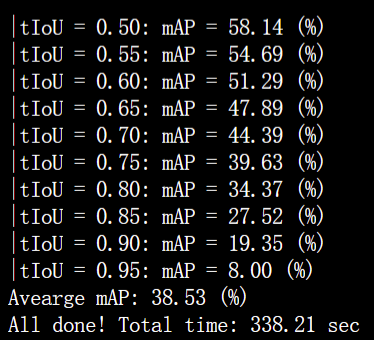 |tIoU = 0.50: mAP = 58.14 (%)
|tIoU = 0.55: mAP = 54.69 (%)
|tIoU = 0.60: mAP = 51.29 (%)
|tIoU = 0.65: mAP = 47.89 (%)
|tIoU = 0.70: mAP = 44.39 (%)
|tIoU = 0.75: mAP = 39.63 (%)
|tIoU = 0.80: mAP = 34.37 (%)
|tIoU = 0.85: mAP = 27.52 (%)
|tIoU = 0.90: mAP = 19.35 (%)
|tIoU = 0.95: mAP = 8.00 (%)
Avearge mAP: 38.53 (%)
All done! Total time: 338.21 sec